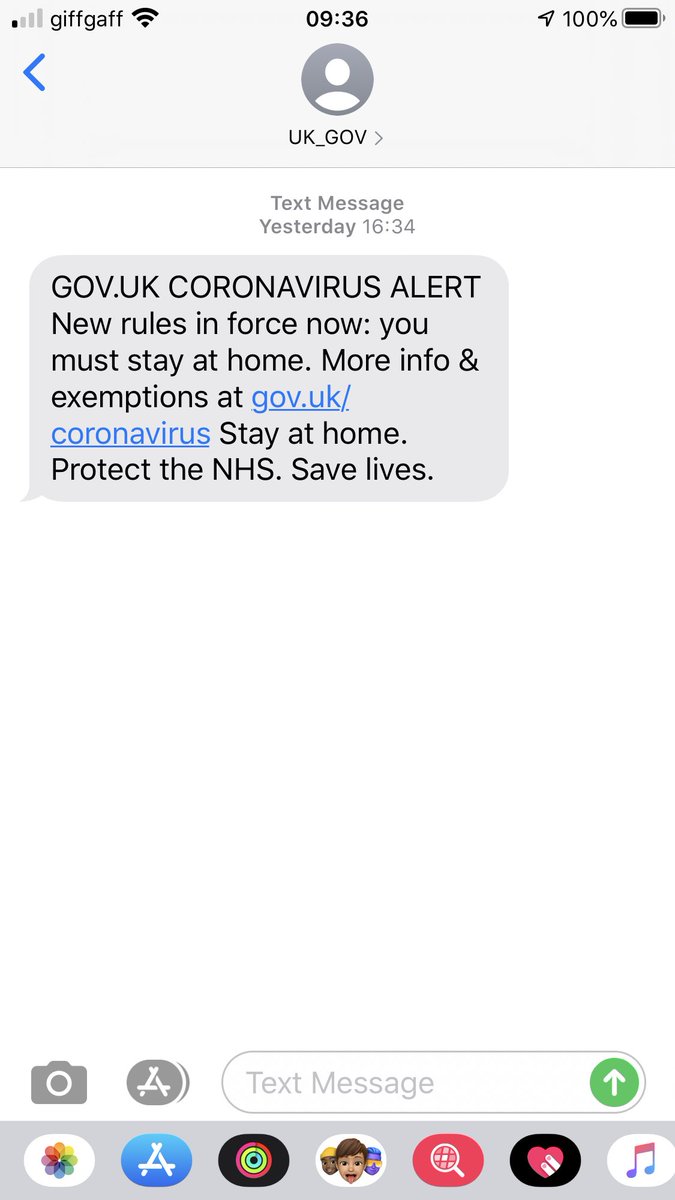 giffgaff 09:36 100%
UK_GOV
Text Message
Yesterday 16:34
GOV.UK CORONAVIRUS ALERT
New rules in force now: you
must stay at home. More info &
exemptions at gov.uk/
coronavirus Stay at home.
Protect the NHS. Save lives.
Text Message